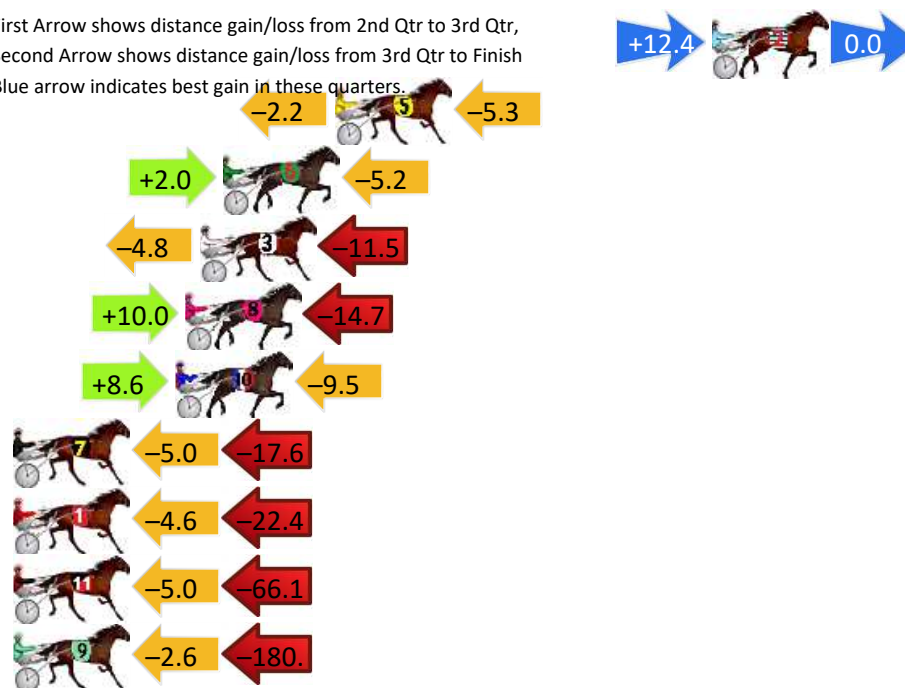 irst Arrow shows distance gain/loss from 2nd Qtr to 3rd Qtr,
econd Arrow shows distance gain/loss from 3rd Qtr to Finish
lue arrow indicates best gain in these quarters.
+12.4 2 0.0
–2.2 5 –5.3
+2.0 6 –5.2
–4.8 3 –11.5
+10.0 8 –14.7
+8.6 10 –9.5
7 –5.0 –17.6
1 –4.6 –22.4
11 –5.0 –66.1
9 –2.6 –180.